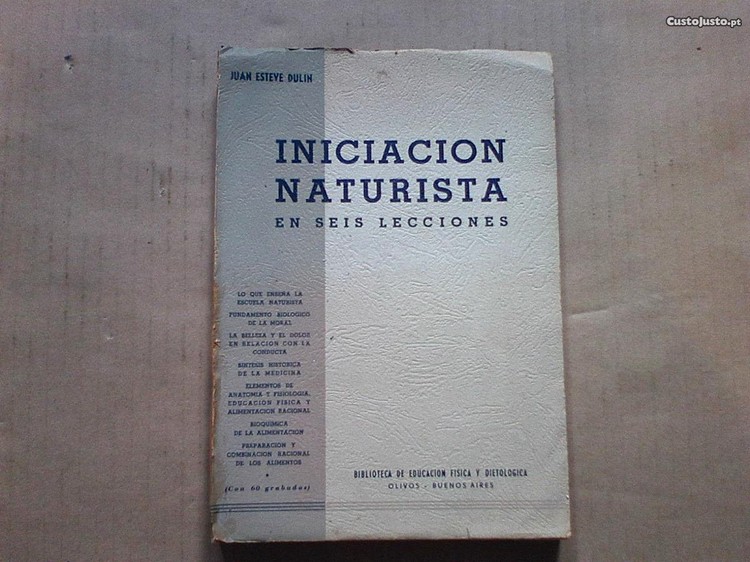 CustoJusto.pt
JUAN ESTEVE DULIN
INICIACION
NATURISTA
EN SEIS LECCIONES
LO QUE ENSEÑA LA
ESCUELA NATURISTA
FUNDAMENTO BIOLOGICO
DE LA MORAL
LA BELLEZA Y EL DOLOR
EN RELACION CON LA
CONDUCTA
SINTESIS HISTORICA
DE LA MEDICINA
ELEMENTOS DE
ANATOMIA Y FISIOLOGIA,
EDUCACION FISICA Y
ALIMENTACION RACIONAL
BIOQUIMICA
DE LA ALIMENTACION
PREPARACION Y
COMBINACION RACIONAL
DE LOS ALIMENTOS
(Con 60 grabados)
BIBLIOTECA DE EDUCACION FISICA Y DIETOLOGICA
OLIVOS - BUENOS AIRES